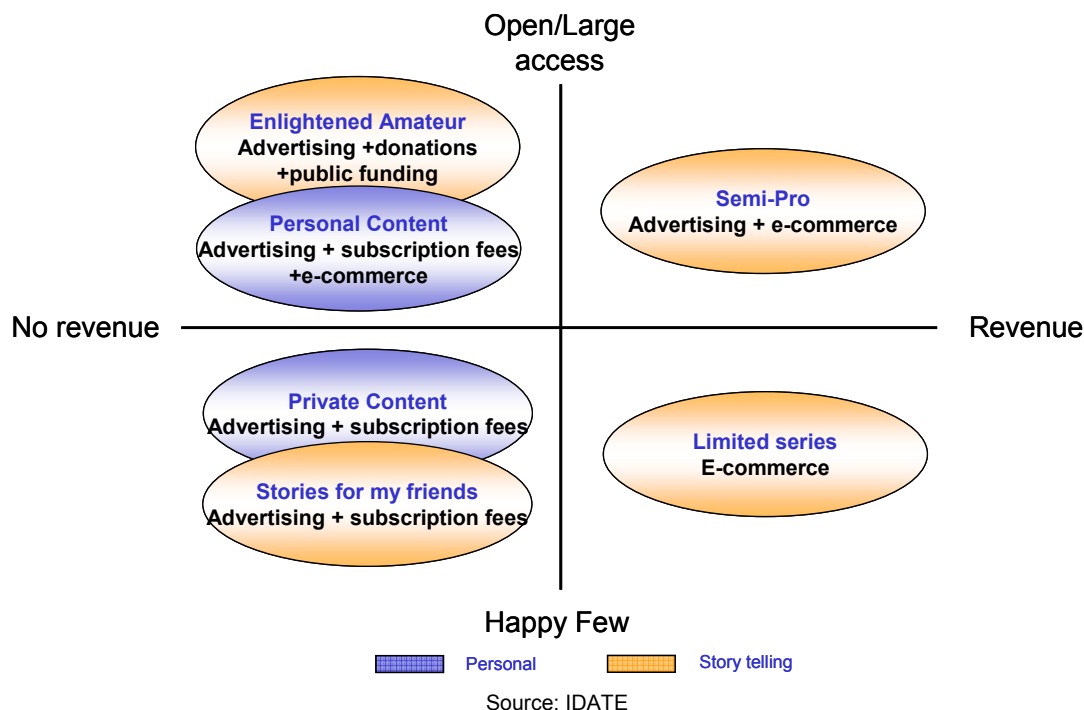 Open/Large
access
Enlightened Amateur
Advertising +donations
+public funding
Personal Content
Advertising + subscription fees
+e-commerce
Semi-Pro
Advertising + e-commerce
No revenue
Revenue
Private Content
Advertising + subscription fees
Stories for my friends
Advertising + subscription fees
Limited series
E-commerce
Happy Few
Personal
Story telling
Source: IDATE